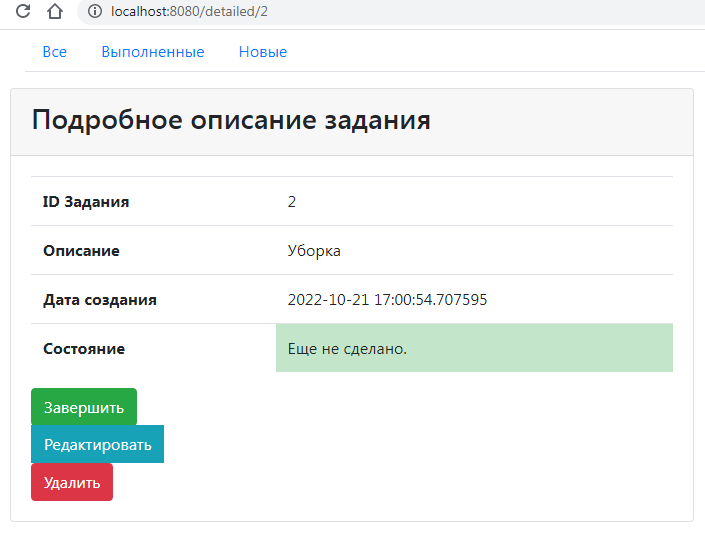 localhost:8080/detailed/2
Все Выполненные Новые
Подробное описание задания
ID Задания 2
Описание Уборка
Дата создания 2022-10-21 17:00:54.707595
Состояние Еще не сделано.
Завершить
Редактировать
Удалить